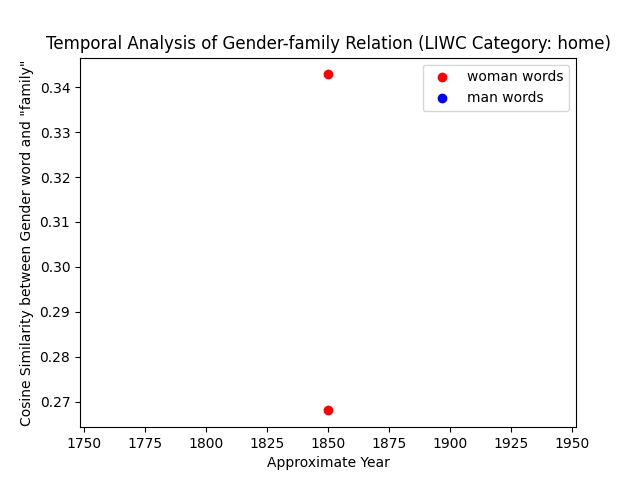 Temporal Analysis of Gender-family Relation (LIWC Category: home)
woman words
man words
Cosine Similarity between Gender word and "family"
0.34
0.33
0.32
0.31
0.30
0.29
0.28
0.27
1750 1775 1800 1825 1850 1875 1900 1925 1950
Approximate Year